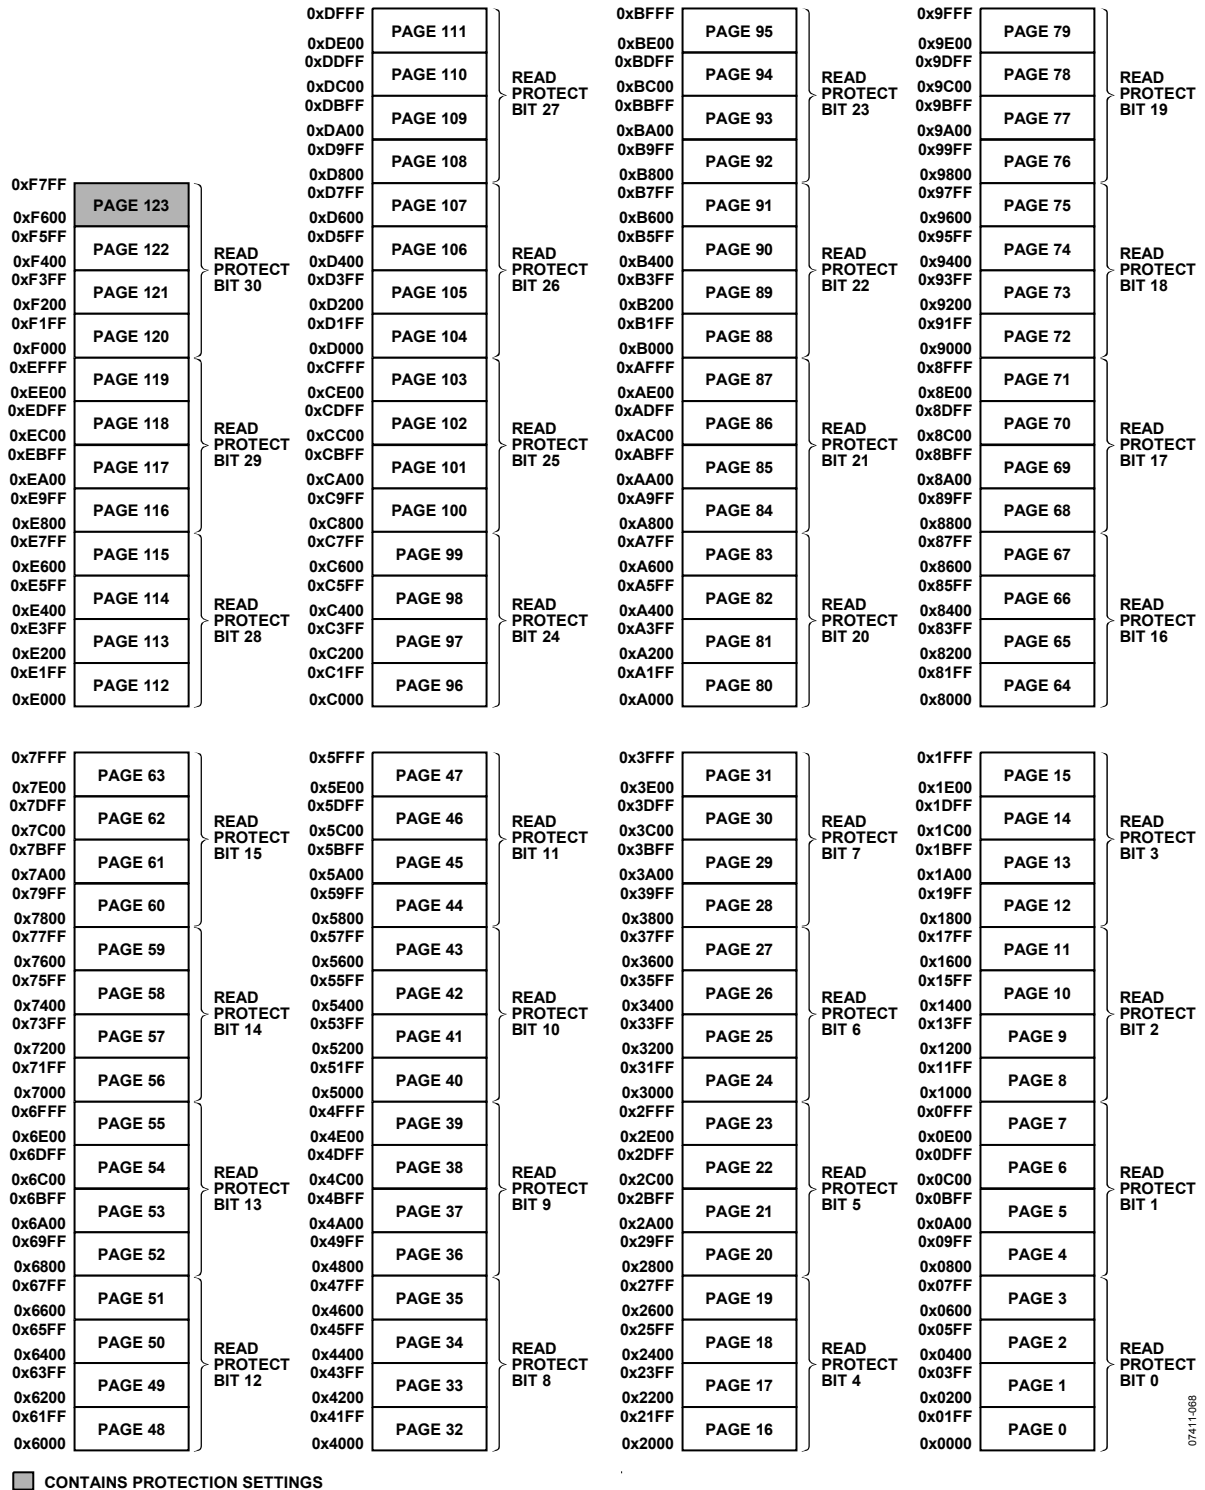 0xF7FF
PAGE 123
0xF600
0xF5FF
PAGE 122
0xF400
0xF3FF
PAGE 121
0xF200
0xF1FF
PAGE 120
0xF000
READ
PROTECT
BIT 30
0xEFFF
PAGE 119
0xEE00
0xEDFF
PAGE 118
0xEC00
0xEBFF
PAGE 117
0xEA00
0xE9FF
PAGE 116
0xE800
READ
PROTECT
BIT 29
0xE7FF
PAGE 115
0xE600
0xE5FF
PAGE 114
0xE400
0xE3FF
PAGE 113
0xE200
0xE1FF
PAGE 112
0xE000
READ
PROTECT
BIT 28
0xDFFF
PAGE 111
0xDE00
0xDDFF
PAGE 110
0xDC00
0xDBFF
PAGE 109
0xDA00
0xD9FF
PAGE 108
0xD800
READ
PROTECT
BIT 27
0xD7FF
PAGE 107
0xD600
0xD5FF
PAGE 106
0xD400
0xD3FF
PAGE 105
0xD200
0xD1FF
PAGE 104
0xD000
READ
PROTECT
BIT 26
0xCFFF
PAGE 103
0xCE00
0xCDFF
PAGE 102
0xCC00
0xCBFF
PAGE 101
0xCA00
0xC9FF
PAGE 100
0xC800
READ
PROTECT
BIT 25
0xC7FF
PAGE 99
0xC600
0xC5FF
PAGE 98
0xC400
0xC3FF
PAGE 97
0xC200
0xC1FF
PAGE 96
0xC000
READ
PROTECT
BIT 24
0xBFFF
PAGE 95
0xBE00
0xBDFF
PAGE 94
0xBC00
0xBBFF
PAGE 93
0xBA00
0xB9FF
PAGE 92
0xB800
READ
PROTECT
BIT 23
0xB7FF
PAGE 91
0xB600
0xB5FF
PAGE 90
0xB400
0xB3FF
PAGE 89
0xB200
0xB1FF
PAGE 88
0xB000
READ
PROTECT
BIT 22
0xAFFF
PAGE 87
0xAE00
0xADFF
PAGE 86
0xAC00
0xABFF
PAGE 85
0xAA00
0xA9FF
PAGE 84
0xA800
READ
PROTECT
BIT 21
0xA7FF
PAGE 83
0xA600
0xA5FF
PAGE 82
0xA400
0xA3FF
PAGE 81
0xA200
0xA1FF
PAGE 80
0xA000
READ
PROTECT
BIT 20
0x9FFF
PAGE 79
0x9E00
0x9DFF
PAGE 78
0x9C00
0x9BFF
PAGE 77
0x9A00
0x99FF
PAGE 76
0x9800
READ
PROTECT
BIT 19
0x97FF
PAGE 75
0x9600
0x95FF
PAGE 74
0x9400
0x93FF
PAGE 73
0x9200
0x91FF
PAGE 72
0x9000
READ
PROTECT
BIT 18
0x8FFF
PAGE 71
0x8E00
0x8DFF
PAGE 70
0x8C00
0x8BFF
PAGE 69
0x8A00
0x89FF
PAGE 68
0x8800
READ
PROTECT
BIT 17
0x87FF
PAGE 67
0x8600
0x85FF
PAGE 66
0x8400
0x83FF
PAGE 65
0x8200
0x81FF
PAGE 64
0x8000
READ
PROTECT
BIT 16
0x7FFF
PAGE 63
0x7E00
0x7DFF
PAGE 62
0x7C00
0x7BFF
PAGE 61
0x7A00
0x79FF
PAGE 60
0x7800
READ
PROTECT
BIT 15
0x77FF
PAGE 59
0x7600
0x75FF
PAGE 58
0x7400
0x73FF
PAGE 57
0x7200
0x71FF
PAGE 56
0x7000
READ
PROTECT
BIT 14
0x6FFF
PAGE 55
0x6E00
0x6DFF
PAGE 54
0x6C00
0x6BFF
PAGE 53
0x6A00
0x69FF
PAGE 52
0x6800
READ
PROTECT
BIT 13
0x67FF
PAGE 51
0x6600
0x65FF
PAGE 50
0x6400
0x63FF
PAGE 49
0x6200
0x61FF
PAGE 48
0x6000
READ
PROTECT
BIT 12
0x5FFF
PAGE 47
0x5E00
0x5DFF
PAGE 46
0x5C00
0x5BFF
PAGE 45
0x5A00
0x59FF
PAGE 44
0x5800
READ
PROTECT
BIT 11
0x57FF
PAGE 43
0x5600
0x55FF
PAGE 42
0x5400
0x53FF
PAGE 41
0x5200
0x51FF
PAGE 40
0x5000
READ
PROTECT
BIT 10
0x4FFF
PAGE 39
0x4E00
0x4DFF
PAGE 38
0x4C00
0x4BFF
PAGE 37
0x4A00
0x49FF
PAGE 36
0x4800
READ
PROTECT
BIT 9
0x47FF
PAGE 35
0x4600
0x45FF
PAGE 34
0x4400
0x43FF
PAGE 33
0x4200
0x41FF
PAGE 32
0x4000
READ
PROTECT
BIT 8
0x3FFF
PAGE 31
0x3E00
0x3DFF
PAGE 30
0x3C00
0x3BFF
PAGE 29
0x3A00
0x39FF
PAGE 28
0x3800
READ
PROTECT
BIT 7
0x37FF
PAGE 27
0x3600
0x35FF
PAGE 26
0x3400
0x33FF
PAGE 25
0x3200
0x31FF
PAGE 24
0x3000
READ
PROTECT
BIT 6
0x2FFF
PAGE 23
0x2E00
0x2DFF
PAGE 22
0x2C00
0x2BFF
PAGE 21
0x2A00
0x29FF
PAGE 20
0x2800
READ
PROTECT
BIT 5
0x27FF
PAGE 19
0x2600
0x25FF
PAGE 18
0x2400
0x23FF
PAGE 17
0x2200
0x21FF
PAGE 16
0x2000
READ
PROTECT
BIT 4
0x1FFF
PAGE 15
0x1E00
0x1DFF
PAGE 14
0x1C00
0x1BFF
PAGE 13
0x1A00
0x19FF
PAGE 12
0x1800
READ
PROTECT
BIT 3
0x17FF
PAGE 11
0x1600
0x15FF
PAGE 10
0x1400
0x13FF
PAGE 9
0x1200
0x11FF
PAGE 8
0x1000
READ
PROTECT
BIT 2
0x0FFF
PAGE 7
0x0E00
0x0DFF
PAGE 6
0x0C00
0x0BFF
PAGE 5
0x0A00
0x09FF
PAGE 4
0x0800
READ
PROTECT
BIT 1
0x07FF
PAGE 3
0x0600
0x05FF
PAGE 2
0x0400
0x03FF
PAGE 1
0x0200
0x01FF
PAGE 0
0x0000
READ
PROTECT
BIT 0
07411-068
CONTAINS PROTECTION SETTINGS